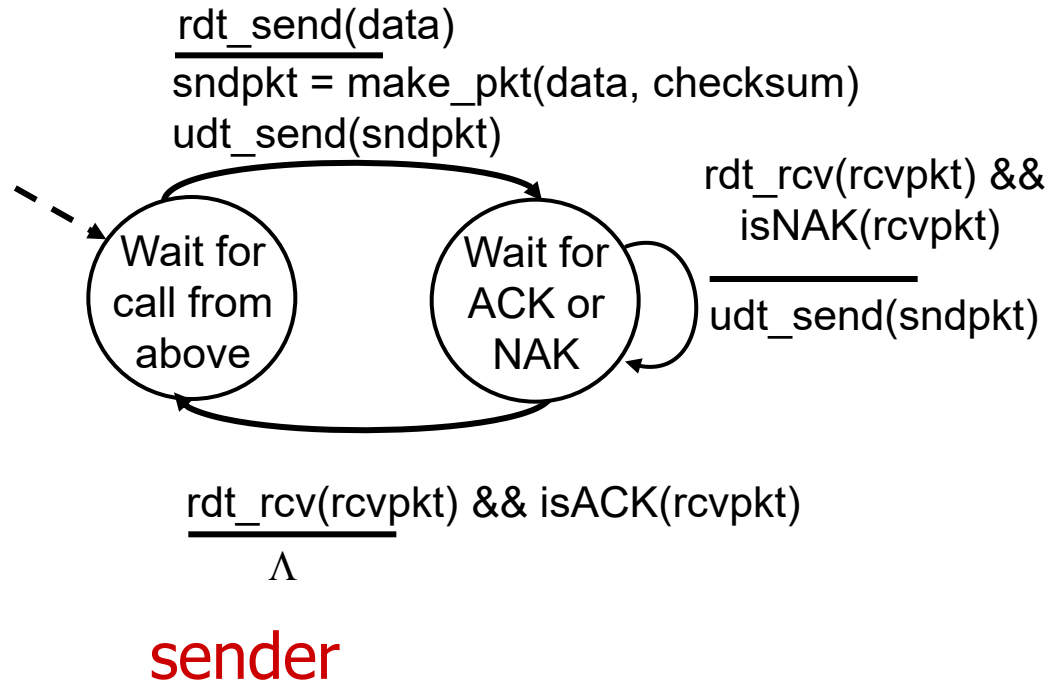 rdt_send(data)
sndpkt = make_pkt(data, checksum)
udt_send(sndpkt)
rdt_rcv(rcvpkt) &&
isNAK(rcvpkt)
udt_send(sndpkt)
Wait for
call from
above
Wait for
ACK or
NAK
rdt_rcv(rcvpkt) && isACK(rcvpkt)
Λ
sender